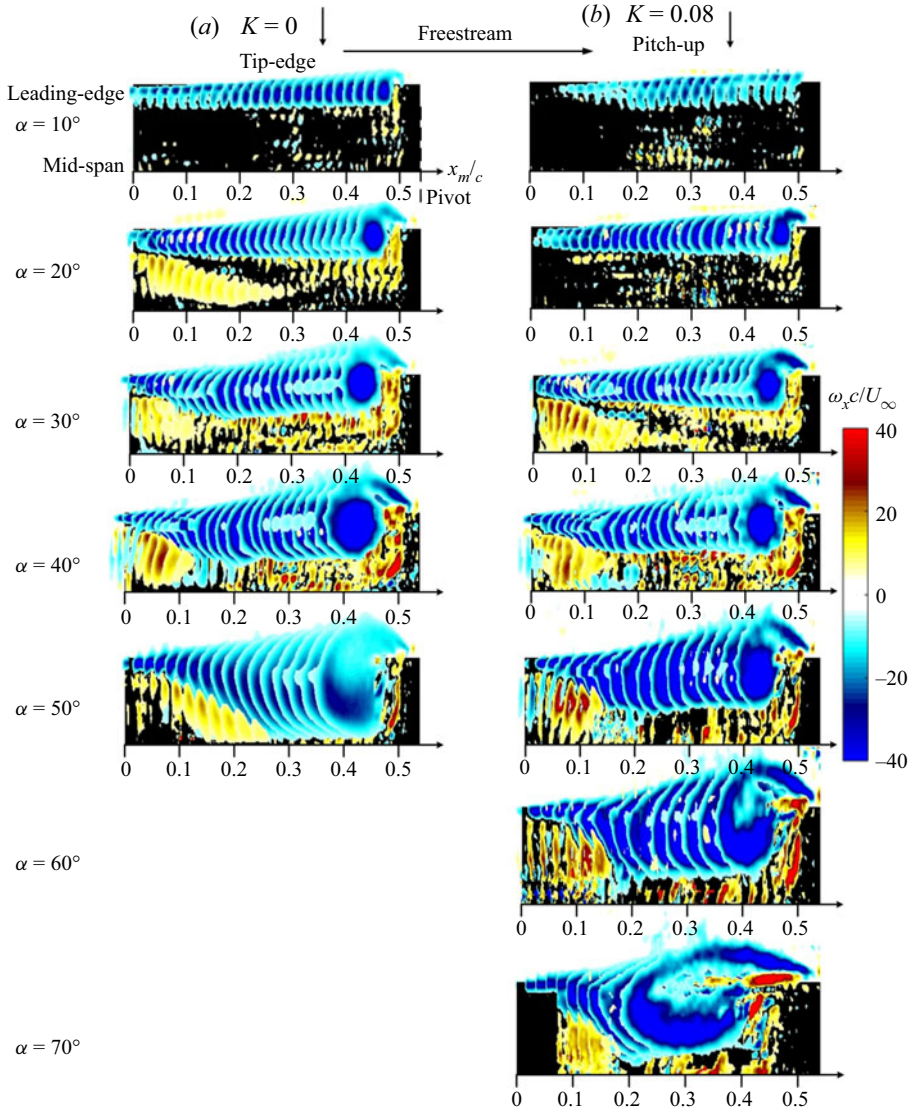 (a) K = 0
(b) K = 0.08
Freestream
Tip-edge
Pitch-up
Leading-edge
α = 10°
Mid-span
x_m/c
0 0.1 0.2 0.3 0.4 0.5
Pivot
0 0.1 0.2 0.3 0.4 0.5
α = 20°
0 0.1 0.2 0.3 0.4 0.5
0 0.1 0.2 0.3 0.4 0.5
α = 30°
0 0.1 0.2 0.3 0.4 0.5
0 0.1 0.2 0.3 0.4 0.5
ω_x c/U_∞
40
20
0
–20
–40
α = 40°
0 0.1 0.2 0.3 0.4 0.5
0 0.1 0.2 0.3 0.4 0.5
α = 50°
0 0.1 0.2 0.3 0.4 0.5
0 0.1 0.2 0.3 0.4 0.5
α = 60°
0 0.1 0.2 0.3 0.4 0.5
α = 70°
0 0.1 0.2 0.3 0.4 0.5